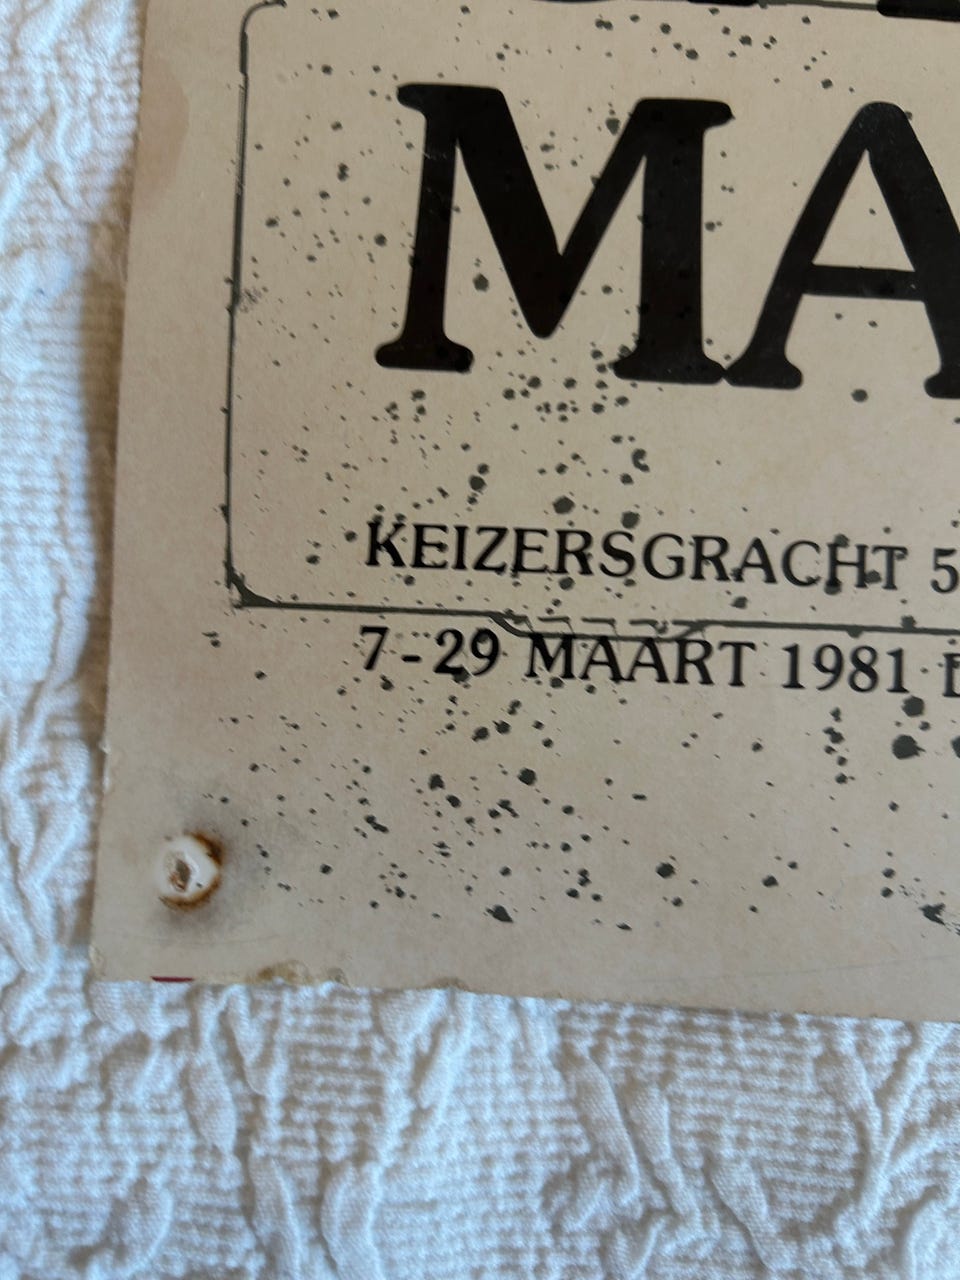 MA
KEIZERSGRACHT 5
7-29 MAART 1981